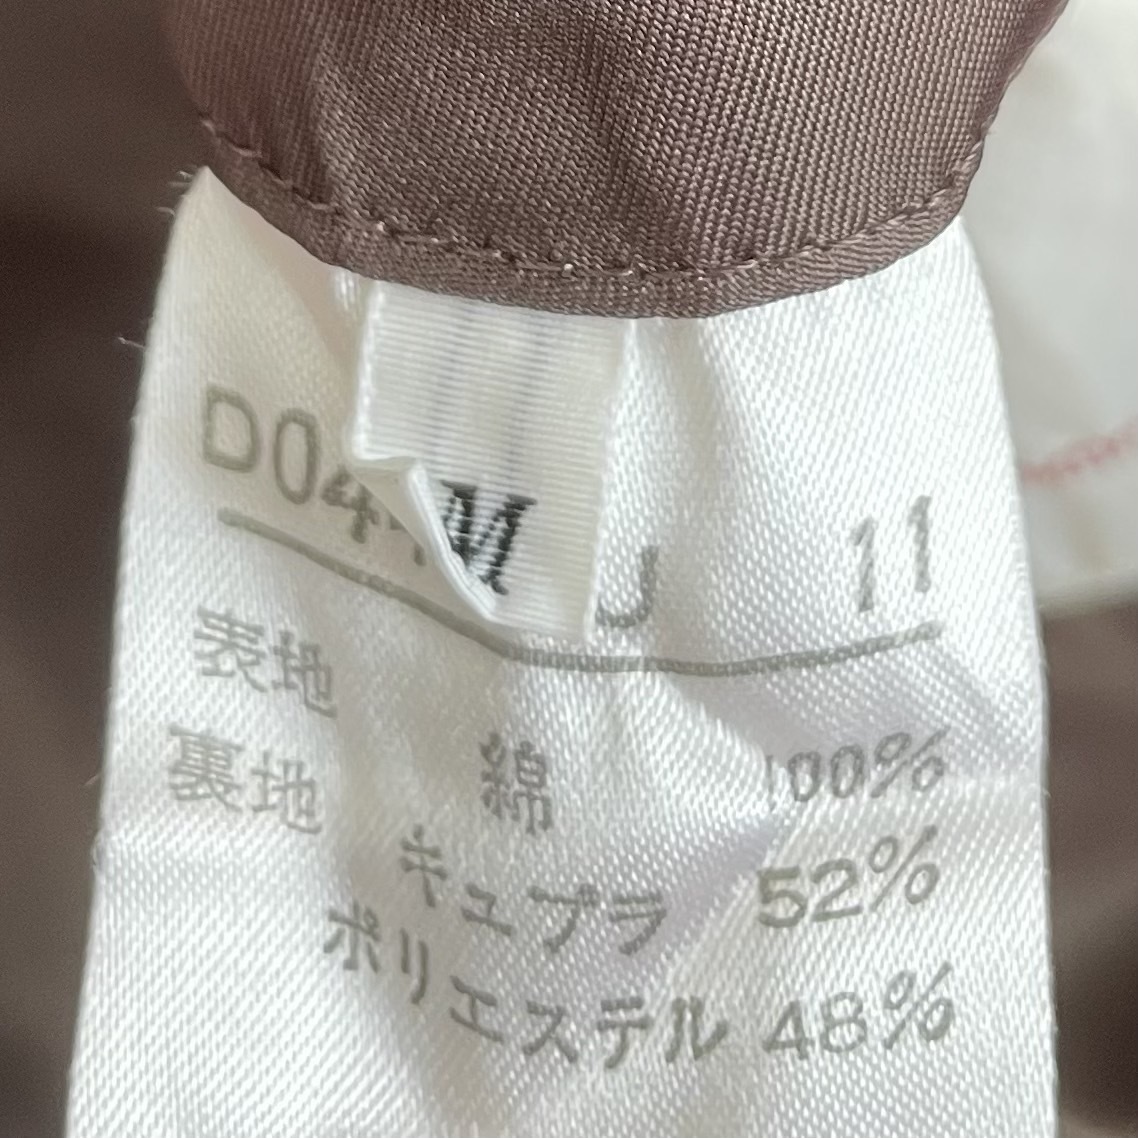 M
D04 J 11
表地 綿 100%
裏地 キュプラ 52%
ポリエステル 48%